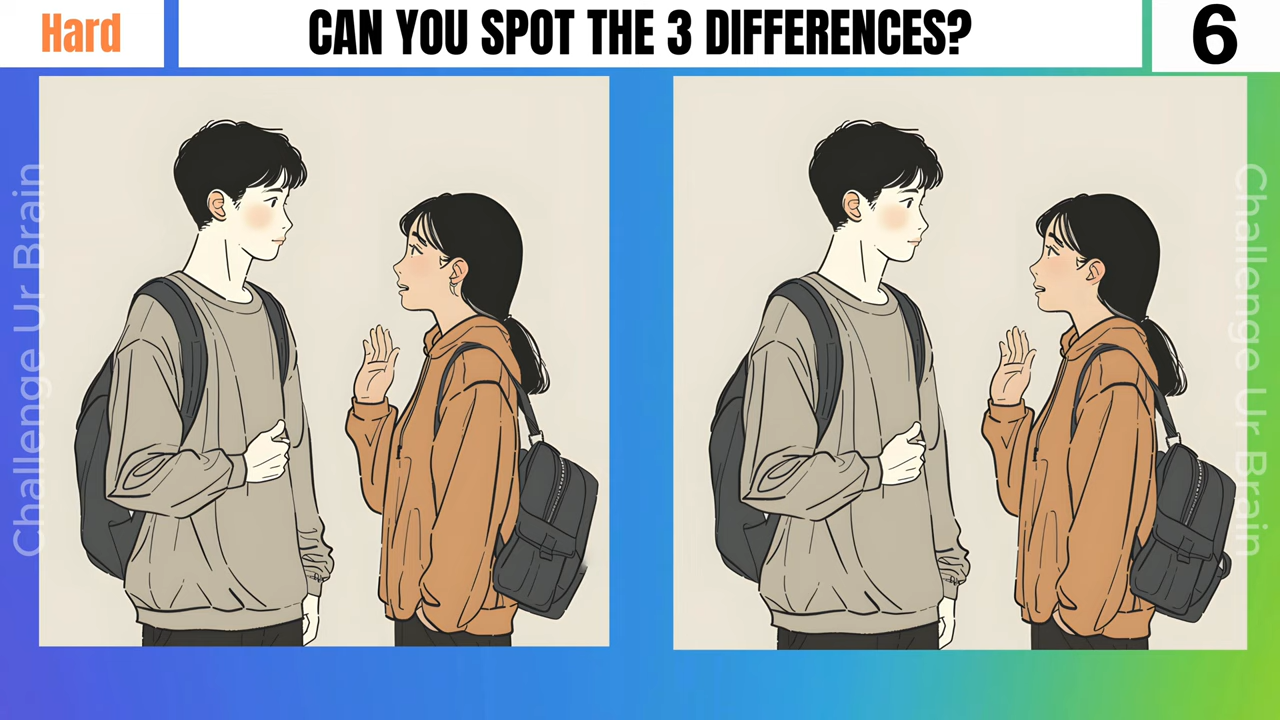 Hard
CAN YOU SPOT THE 3 DIFFERENCES?
6
Challenge Ur Brain
Challenge Ur Brain